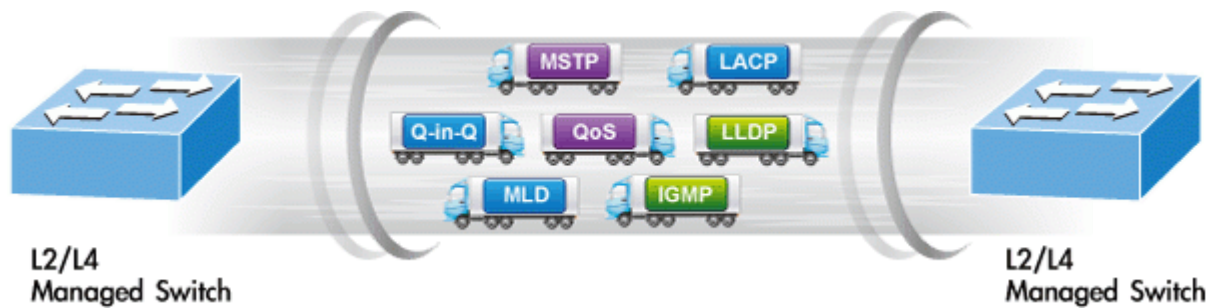 MSTP
LACP
Q-in-Q
QoS
LLDP
MLD
IGMP
L2/L4
Managed Switch
L2/L4
Managed Switch